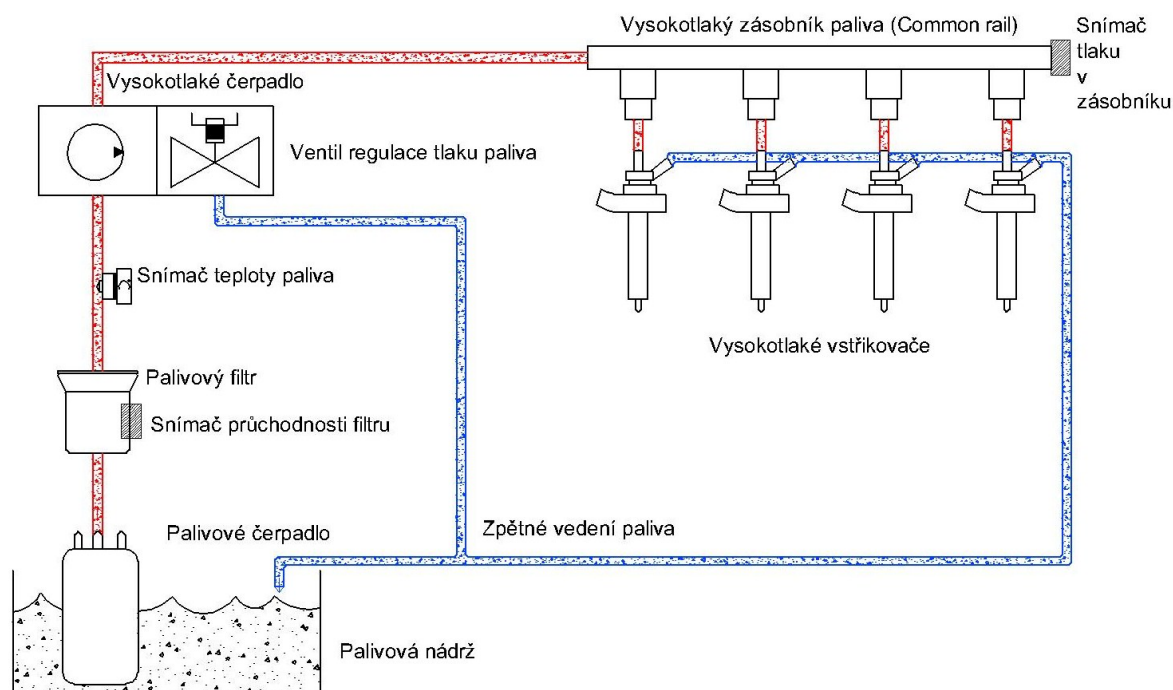 Vysokotlaký zásobník paliva (Common rail)
Snímač
tlaku
v
zásobníku
Vysokotlaké čerpadlo
Ventil regulace tlaku paliva
Snímač teploty paliva
Vysokotlaké vstřikovače
Palivový filtr
Snímač průchodnosti filtru
Palivové čerpadlo
Zpětné vedení paliva
Palivová nádrž